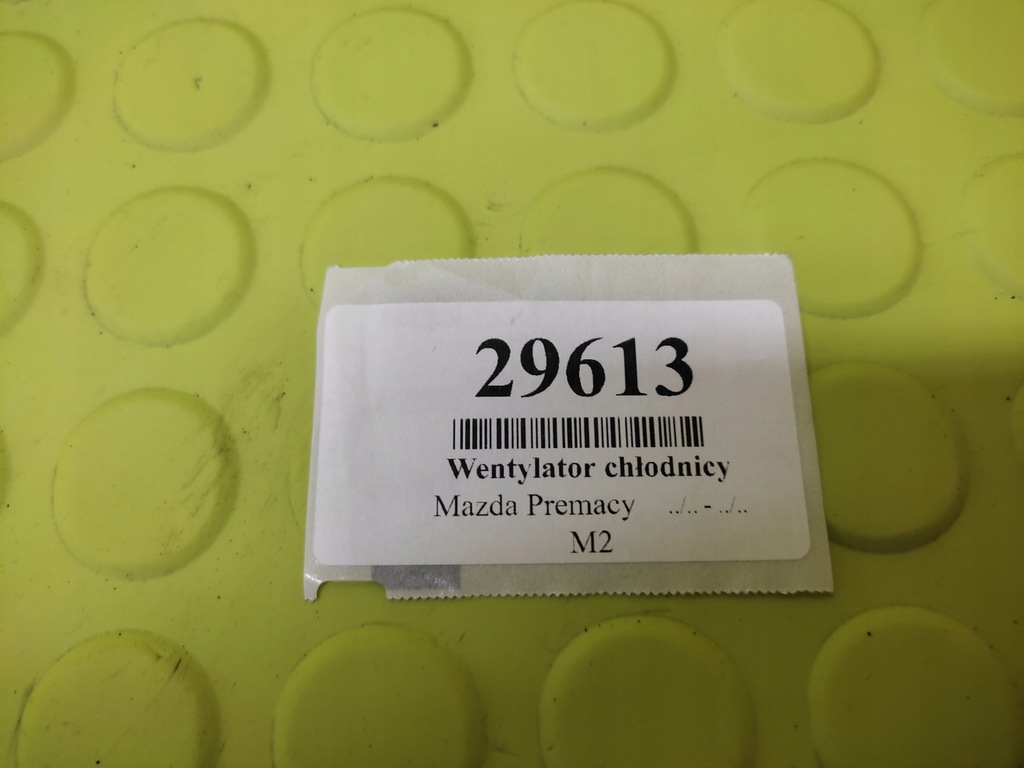 29613
Wentylator chłodnicy
Mazda Premacy ../.. - ../..
M2